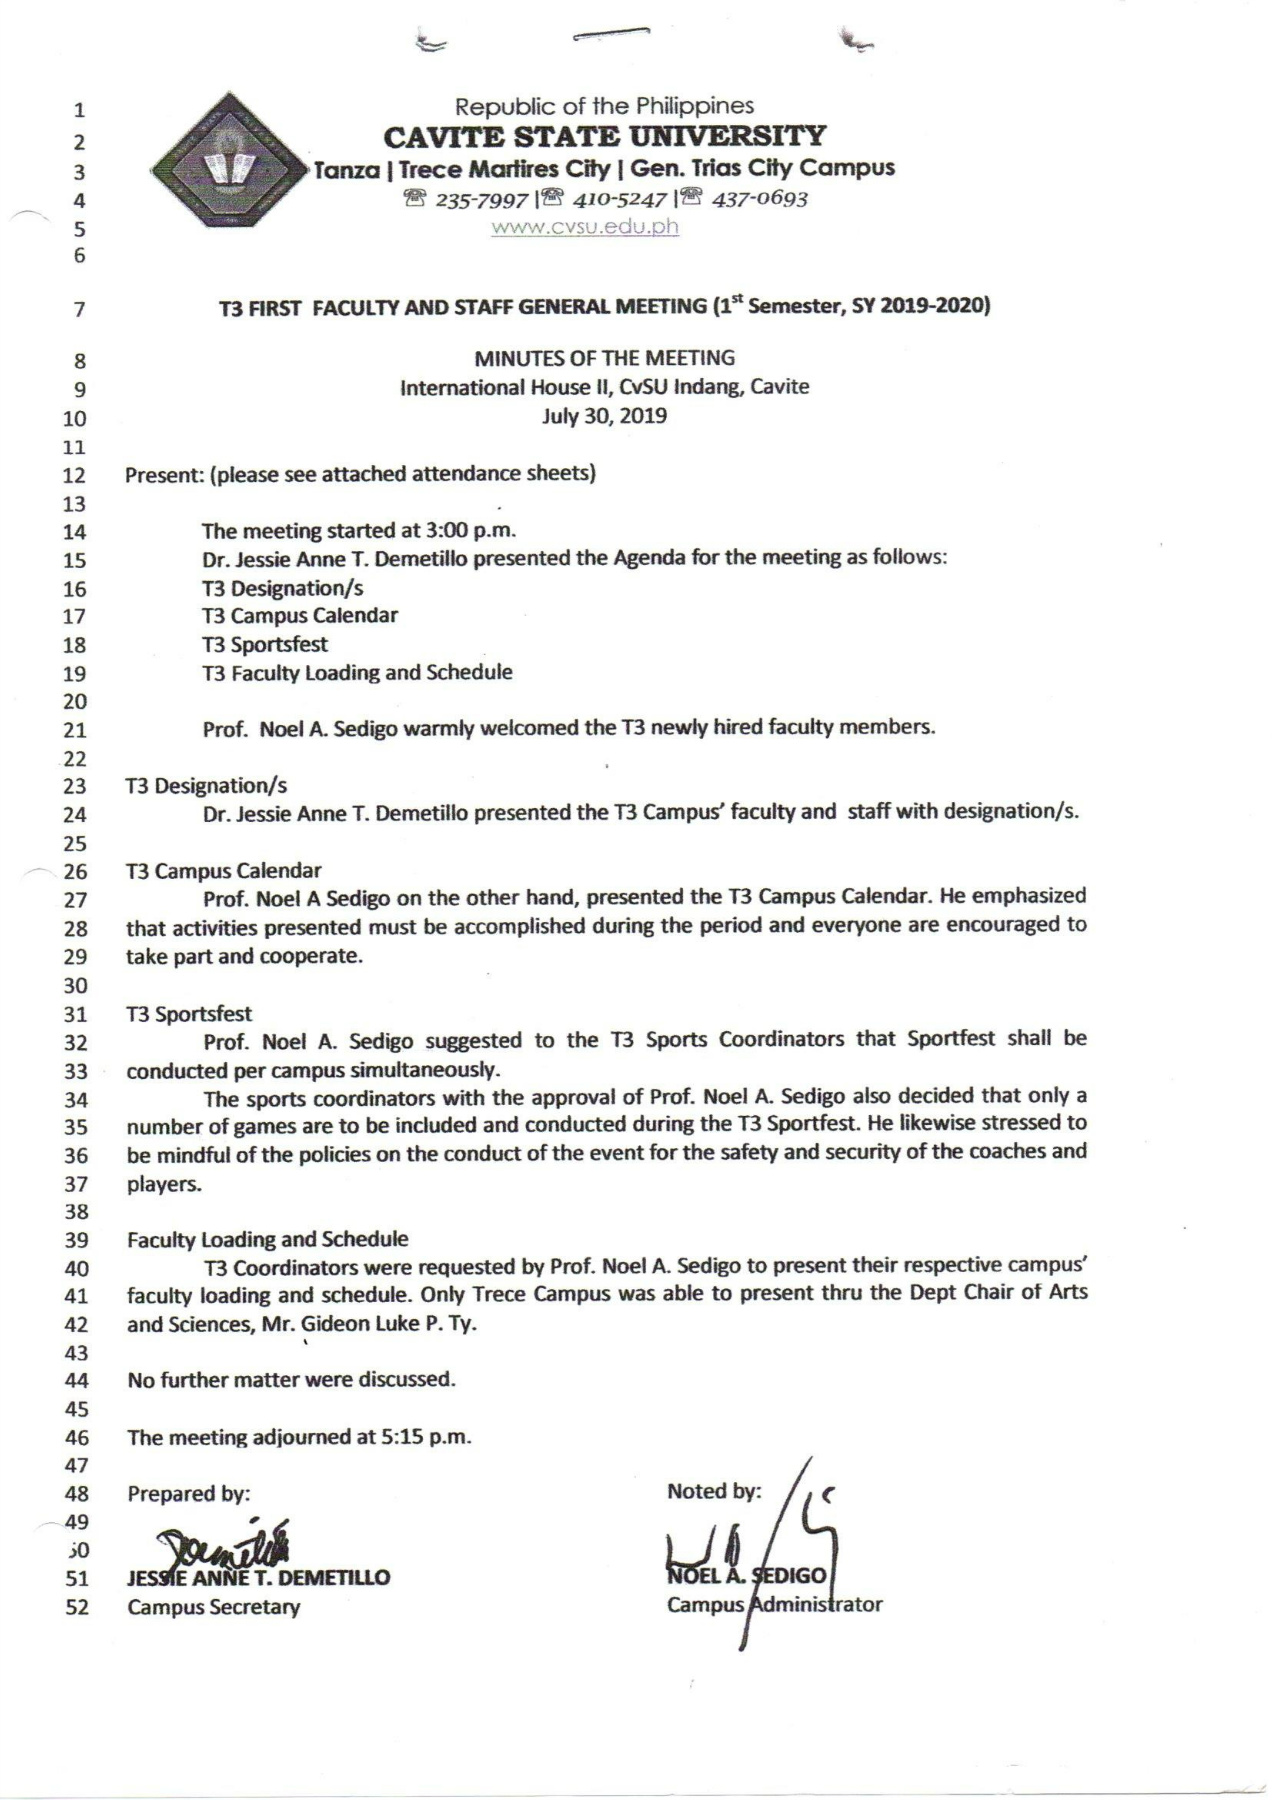 1 Republic of the Philippines
2 CAVITE STATE UNIVERSITY
3 Tanza | Trece Martires City | Gen. Trias City Campus
4 ☎ 235-7997 |☎ 410-5247 |☎ 437-0693
5 www.cvsu.edu.ph
6
7 T3 FIRST FACULTY AND STAFF GENERAL MEETING (1st Semester, SY 2019-2020)
8 MINUTES OF THE MEETING
9 International House II, CvSU Indang, Cavite
10 July 30, 2019
11
12 Present: (please see attached attendance sheets)
13
14 The meeting started at 3:00 p.m.
15 Dr. Jessie Anne T. Demetillo presented the Agenda for the meeting as follows:
16 T3 Designation/s
17 T3 Campus Calendar
18 T3 Sportsfest
19 T3 Faculty Loading and Schedule
20
21 Prof. Noel A. Sedigo warmly welcomed the T3 newly hired faculty members.
22
23 T3 Designation/s
24 Dr. Jessie Anne T. Demetillo presented the T3 Campus' faculty and staff with designation/s.
25
26 T3 Campus Calendar
27 Prof. Noel A Sedigo on the other hand, presented the T3 Campus Calendar. He emphasized
28 that activities presented must be accomplished during the period and everyone are encouraged to
29 take part and cooperate.
30
31 T3 Sportsfest
32 Prof. Noel A. Sedigo suggested to the T3 Sports Coordinators that Sportfest shall be
33 conducted per campus simultaneously.
34 The sports coordinators with the approval of Prof. Noel A. Sedigo also decided that only a
35 number of games are to be included and conducted during the T3 Sportfest. He likewise stressed to
36 be mindful of the policies on the conduct of the event for the safety and security of the coaches and
37 players.
38
39 Faculty Loading and Schedule
40 T3 Coordinators were requested by Prof. Noel A. Sedigo to present their respective campus'
41 faculty loading and schedule. Only Trece Campus was able to present thru the Dept Chair of Arts
42 and Sciences, Mr. Gideon Luke P. Ty.
43
44 No further matter were discussed.
45
46 The meeting adjourned at 5:15 p.m.
47
48 Prepared by: Noted by:
49
50
51 JESSIE ANNE T. DEMETILLO NOEL A. SEDIGO
52 Campus Secretary Campus Administrator